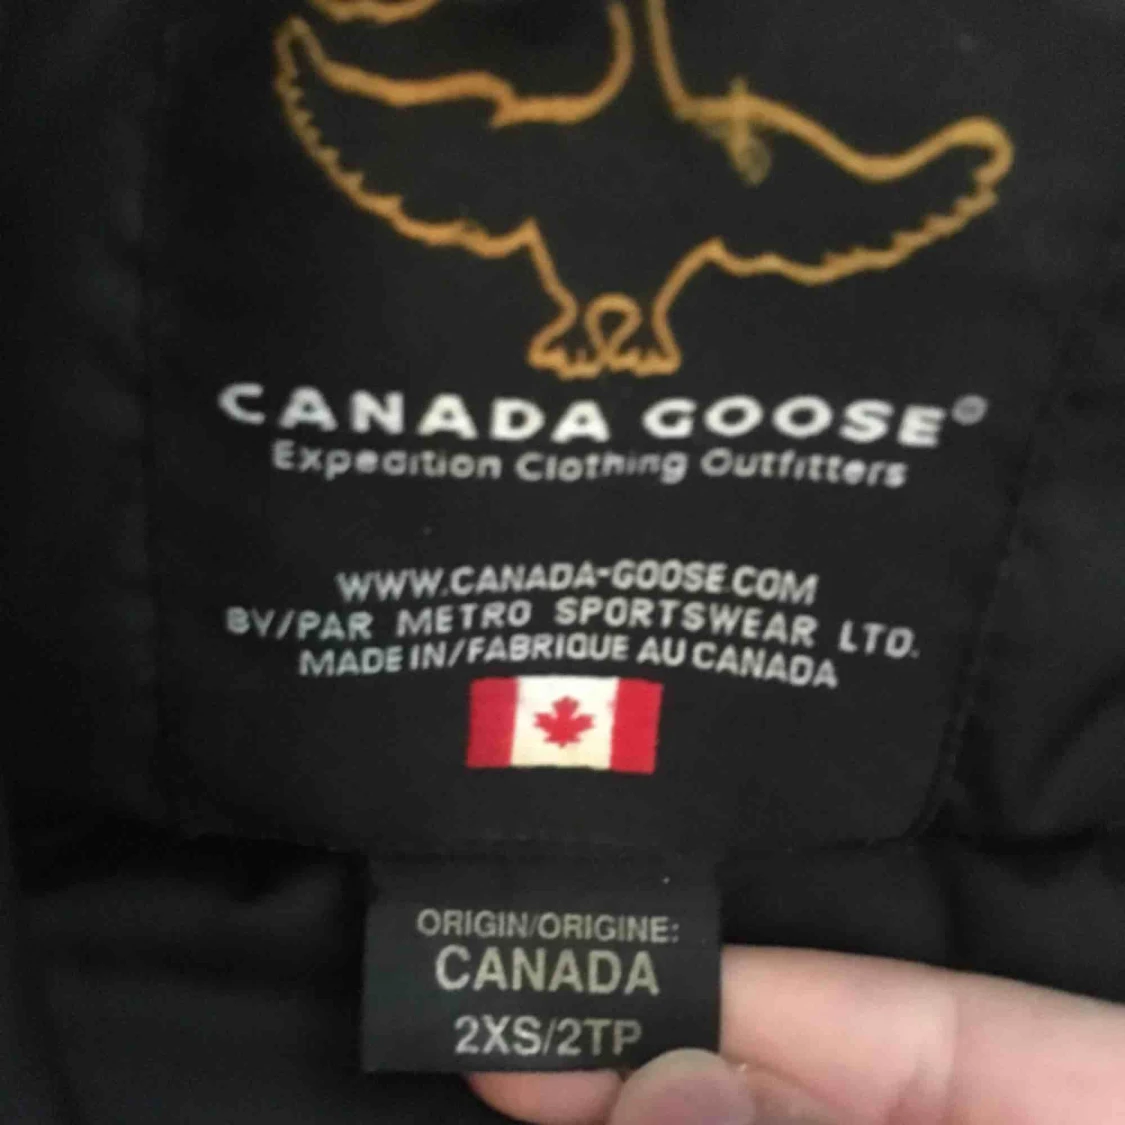 CANADA GOOSE®
Expedition Clothing Outfitters
WWW.CANADA-GOOSE.COM
BY/PAR METRO SPORTSWEAR LTD.
MADE IN/FABRIQUE AU CANADA
ORIGIN/ORIGINE:
CANADA
2XS/2TP